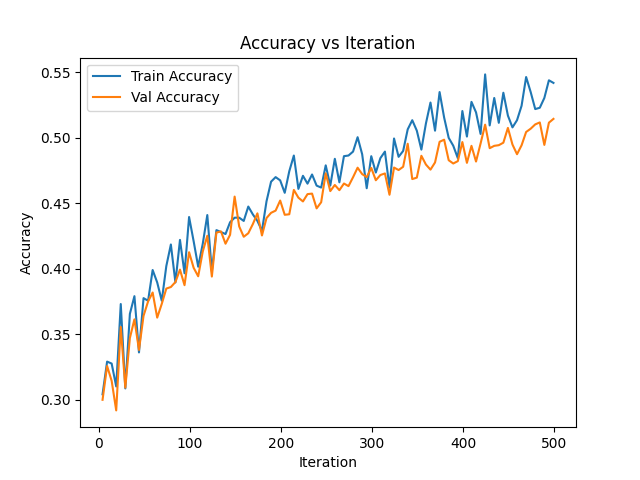 Accuracy vs Iteration
Train Accuracy
Val Accuracy
0.55
0.50
0.45
0.40
0.35
0.30
Accuracy
0 100 200 300 400 500
Iteration